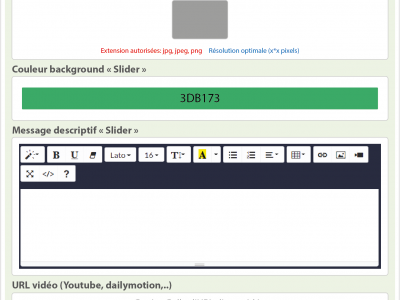 Extension autorisées: jpg, jpeg, png Résolution optimale (x*x pixels)
Couleur background « Slider »
3DB173
Message descriptif « Slider »
B U Lato 16 T A
</> ?
URL vidéo (Youtube, dailymotion,..)